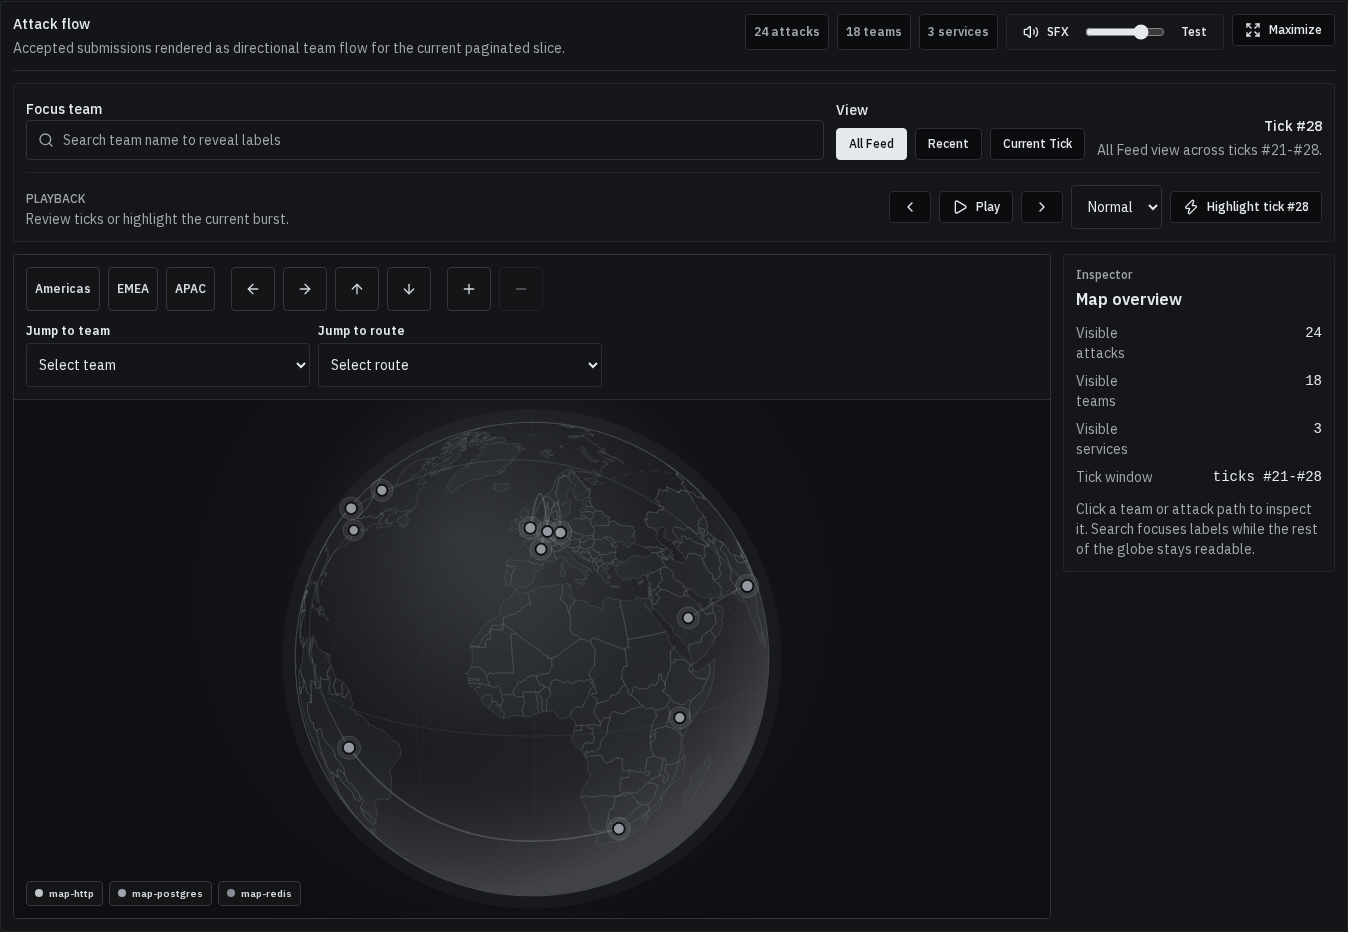 Attack flow
Accepted submissions rendered as directional team flow for the current paginated slice.
24 attacks
18 teams
3 services
SFX
Test
Maximize
Focus team
Search team name to reveal labels
View
All Feed
Recent
Current Tick
Tick #28
All Feed view across ticks #21-#28.
PLAYBACK
Review ticks or highlight the current burst.
Play
Normal
Highlight tick #28
Americas
EMEA
APAC
Jump to team
Select team
Jump to route
Select route
map-http
map-postgres
map-redis
Inspector
Map overview
Visible
attacks
24
Visible
teams
18
Visible
services
3
Tick window
ticks #21-#28
Click a team or attack path to inspect
it. Search focuses labels while the rest
of the globe stays readable.